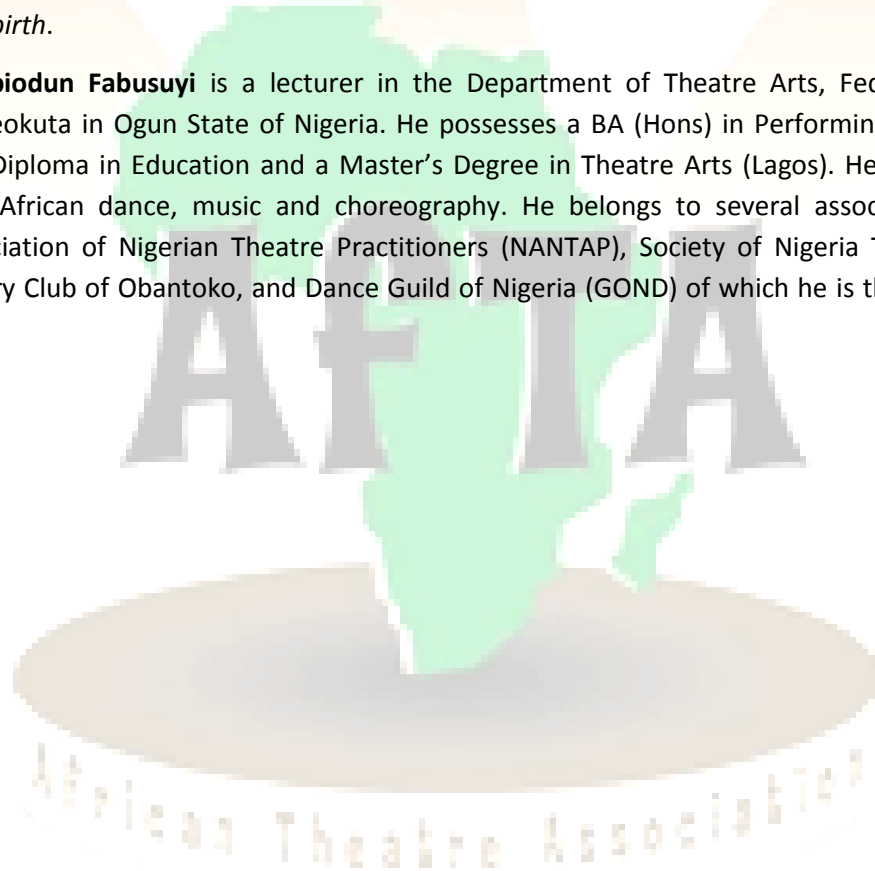 birth.
biodun Fabusuyi is a lecturer in the Department of Theatre Arts, Fed
eokuta in Ogun State of Nigeria. He possesses a BA (Hons) in Performin
Diploma in Education and a Master's Degree in Theatre Arts (Lagos). He
African dance, music and choreography. He belongs to several assoc
iation of Nigerian Theatre Practitioners (NANTAP), Society of Nigeria T
ry Club of Obantoko, and Dance Guild of Nigeria (GOND) of which he is th
AfTA
African Theatre Association